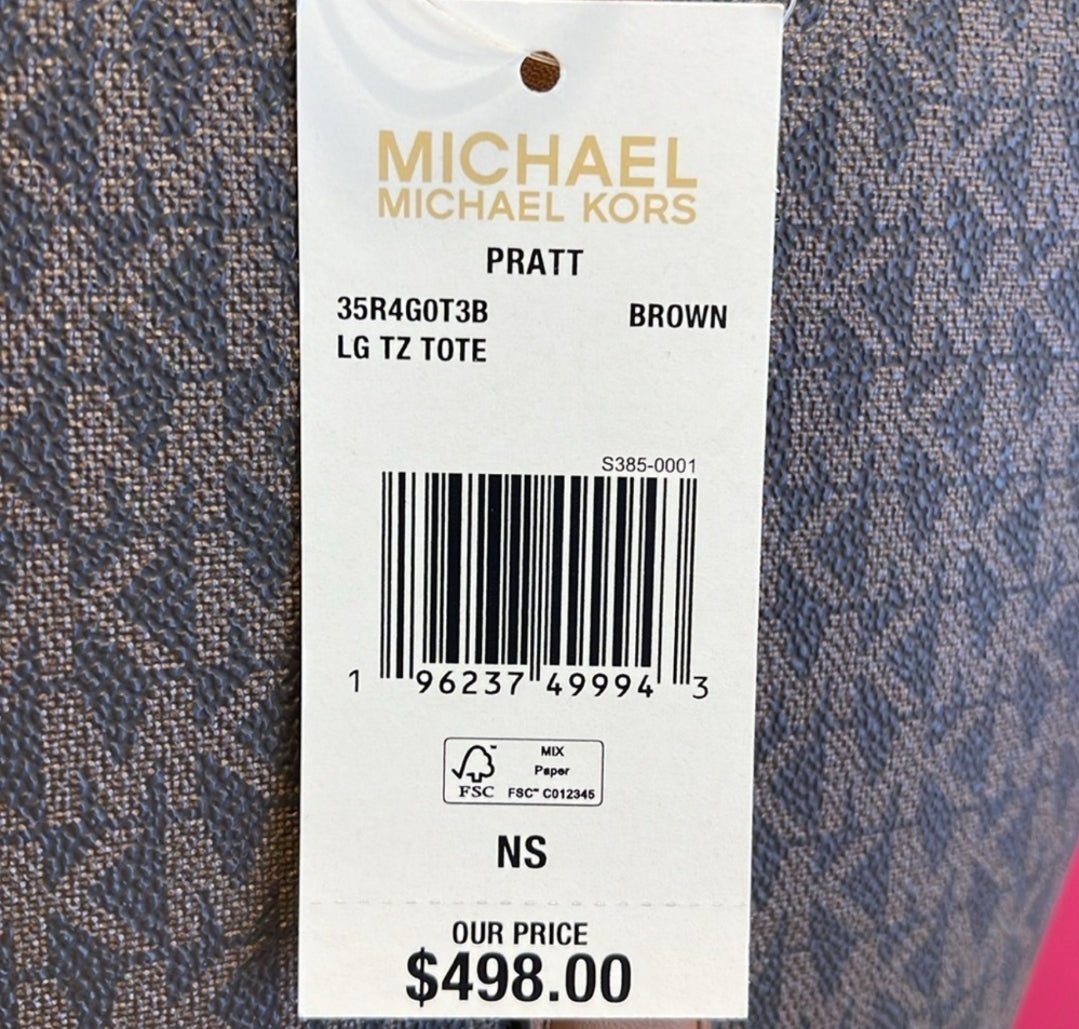 MICHAEL
MICHAEL KORS
PRATT
35R4G0T3B BROWN
LG TZ TOTE
S385-0001
1 96237 49994 3
FSC
MIX
Paper
FSC™ C012345
NS
OUR PRICE
$498.00